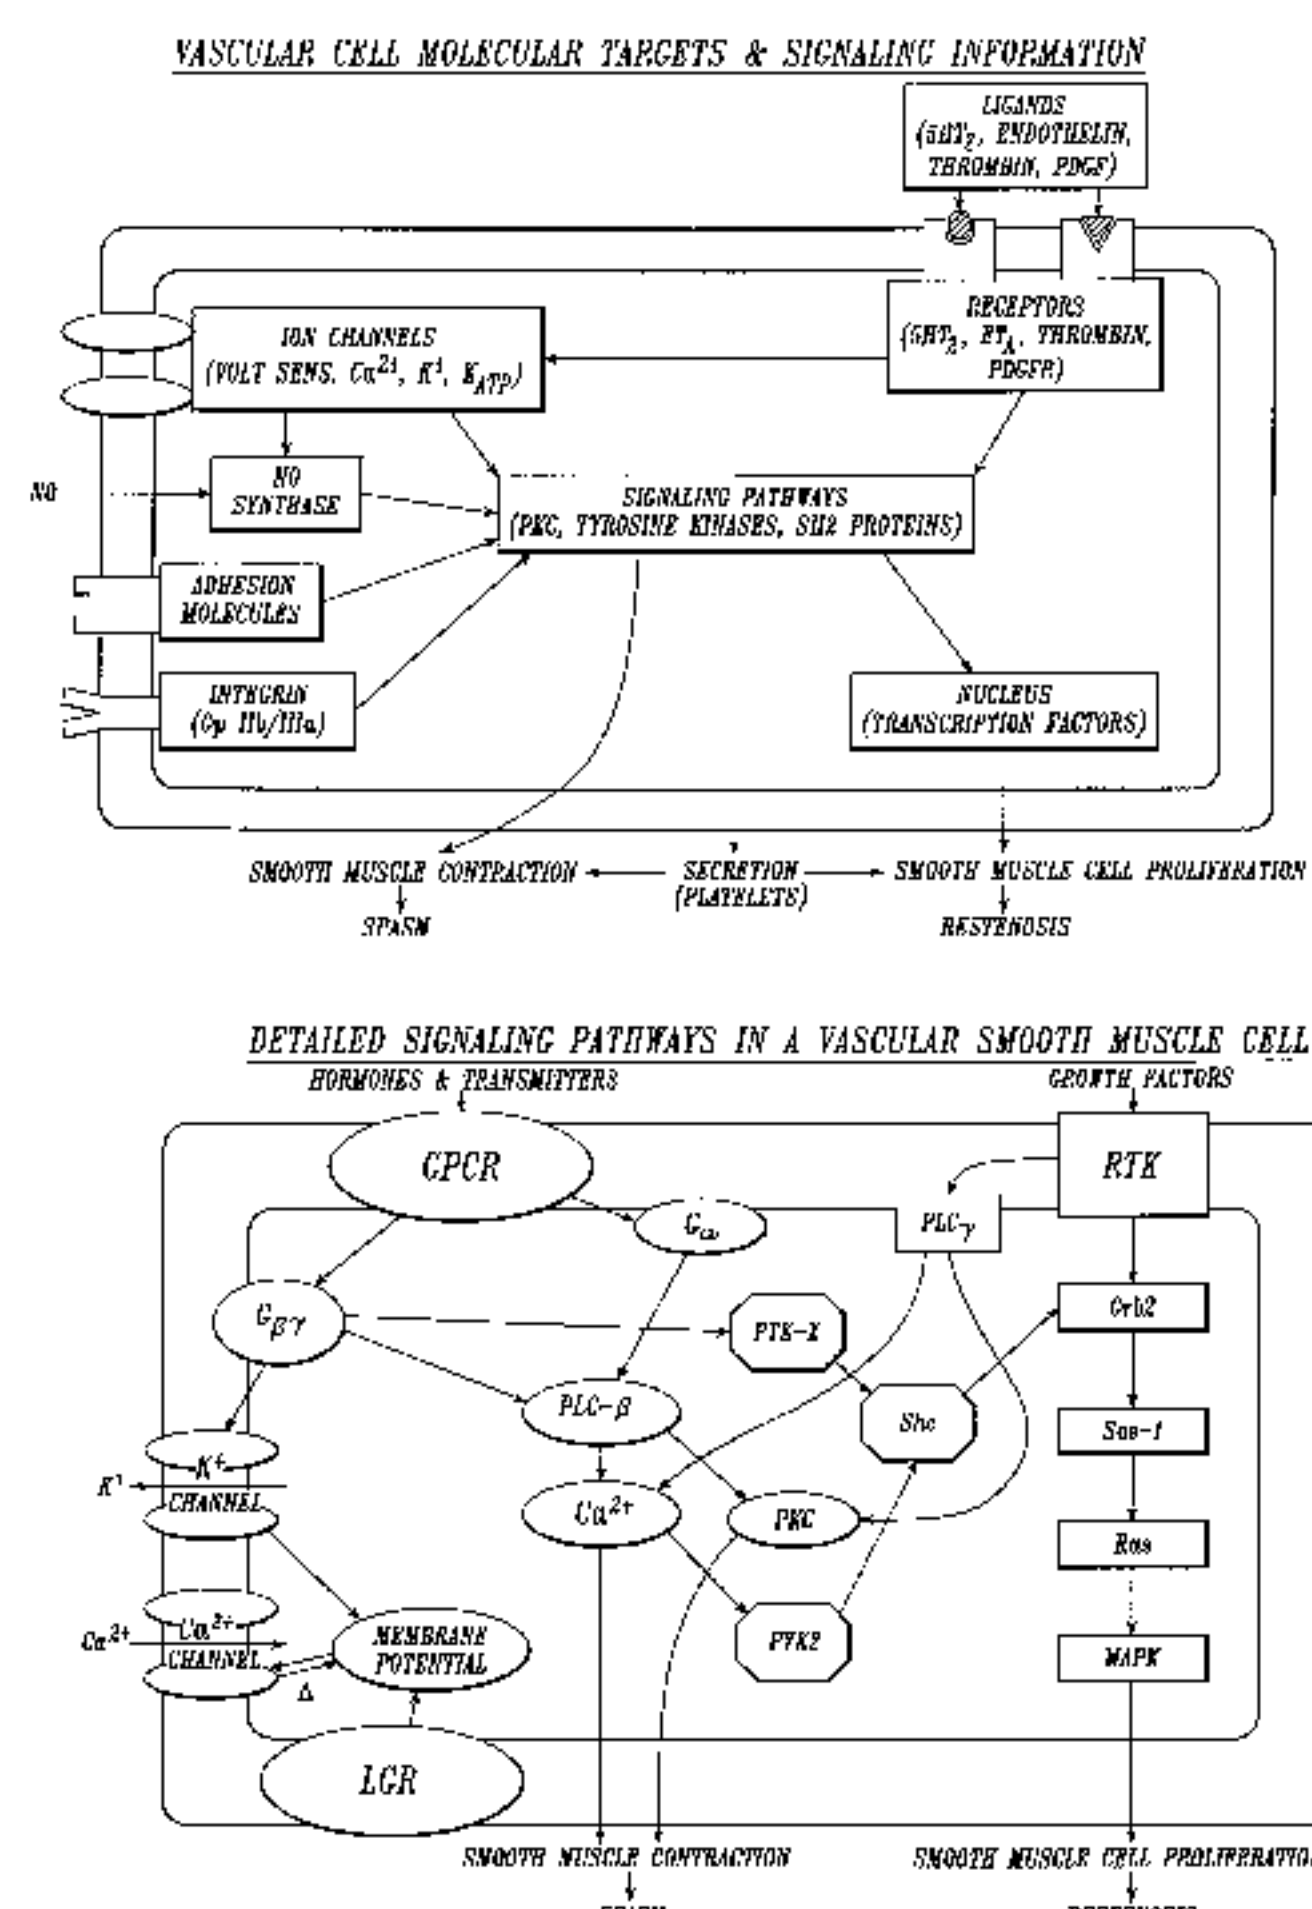 VASCULAR CELL MOLECULAR TARGETS & SIGNALING INFORMATION
LIGANDS
(5HT2, ENDOTHELIN,
THROMBIN, PDGF)
RECEPTORS
(5HT2, ETA, THROMBIN,
PDGFR)
ION CHANNELS
(VOLT SENS. Ca2+, K+, KATP)
NO
NO
SYNTHASE
SIGNALING PATHWAYS
(PKC, TYROSINE KINASES, SH2 PROTEINS)
ADHESION
MOLECULES
INTEGRIN
(Gp IIb/IIIa)
NUCLEUS
(TRANSCRIPTION FACTORS)
SMOOTH MUSCLE CONTRACTION
SECRETION
(PLATELETS)
SMOOTH MUSCLE CELL PROLIFERATION
SPASM
RESTENOSIS
DETAILED SIGNALING PATHWAYS IN A VASCULAR SMOOTH MUSCLE CELL
HORMONES & TRANSMITTERS
GROWTH FACTORS
GPCR
RTK
Gα
PLCγ
Gβγ
PTK-X
Grb2
PLC-β
Shc
Sos-1
K+
K+
CHANNEL
Ca2+
PKC
Ras
Ca2+
Ca2+
CHANNEL
MEMBRANE
POTENTIAL
PYK2
MAPK
Δ
LGR
SMOOTH MUSCLE CONTRACTION
SMOOTH MUSCLE CELL PROLIFERATIO